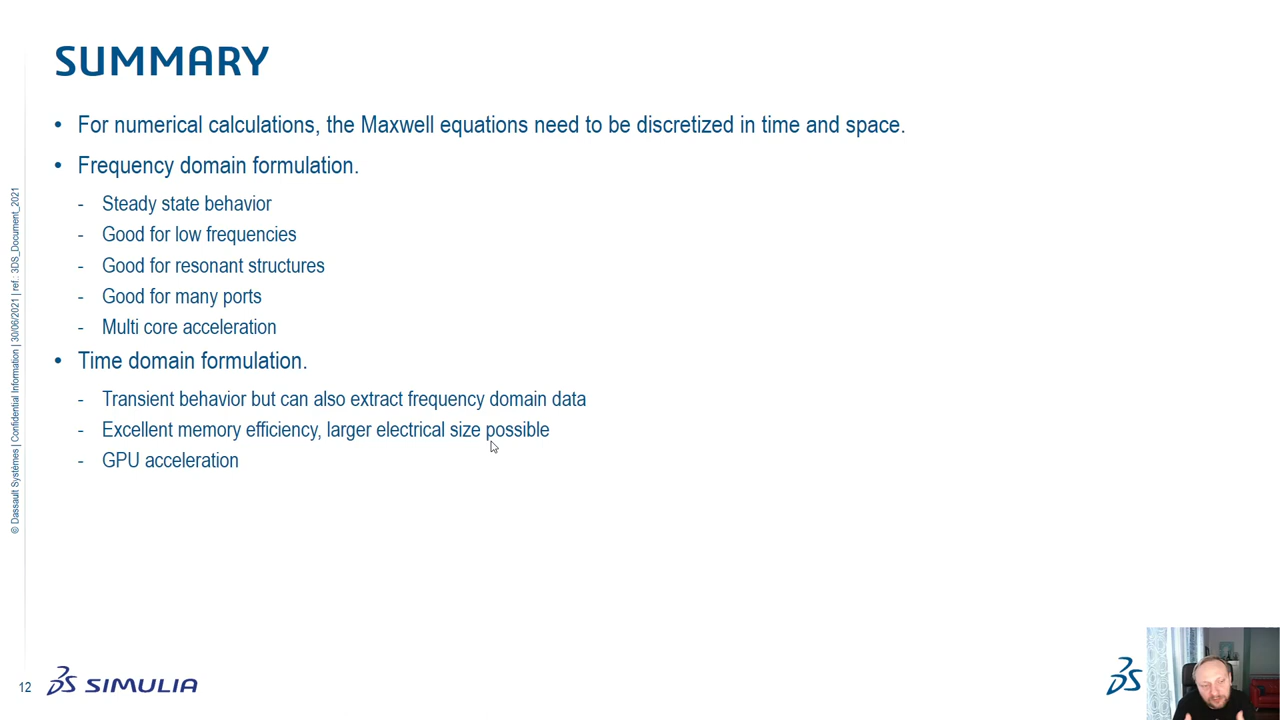 SUMMARY
• For numerical calculations, the Maxwell equations need to be discretized in time and space.
• Frequency domain formulation.
- Steady state behavior
- Good for low frequencies
- Good for resonant structures
- Good for many ports
- Multi core acceleration
• Time domain formulation.
- Transient behavior but can also extract frequency domain data
- Excellent memory efficiency, larger electrical size possible
- GPU acceleration
© Dassault Systèmes | Confidential Information | 30/06/2021 | ref.: 3DS_Document_2021
12
3DS SIMULIA
3DS